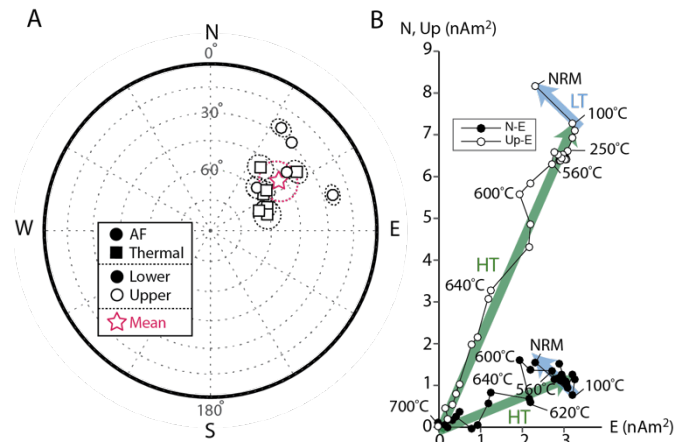 A
N
0°
30°
60°
W
E
AF
Thermal
Lower
Upper
Mean
180°
S
B
N, Up (nAm²)
9
8
7
6
5
4
3
2
1
0
NRM
LT
100°C
N-E
Up-E
250°C
560°C
600°C
HT
640°C
NRM
600°C
560°C
640°C
100°C
700°C
HT
620°C
0 1 2 3
E (nAm²)